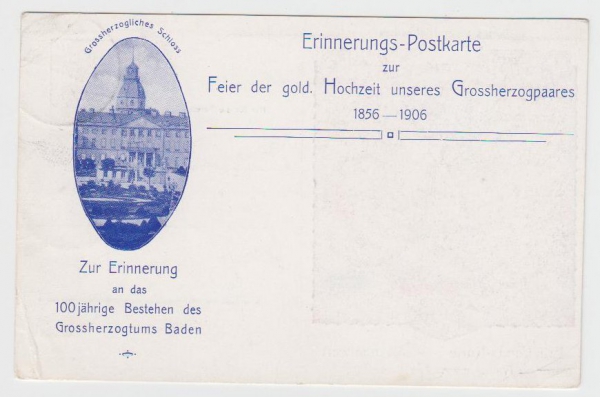 Grossherzogliches Schloss
Erinnerungs-Postkarte
zur
Feier der gold. Hochzeit unseres Grossherzogpaares
1856—1906
Zur Erinnerung
an das
100jährige Bestehen des
Grossherzogtums Baden